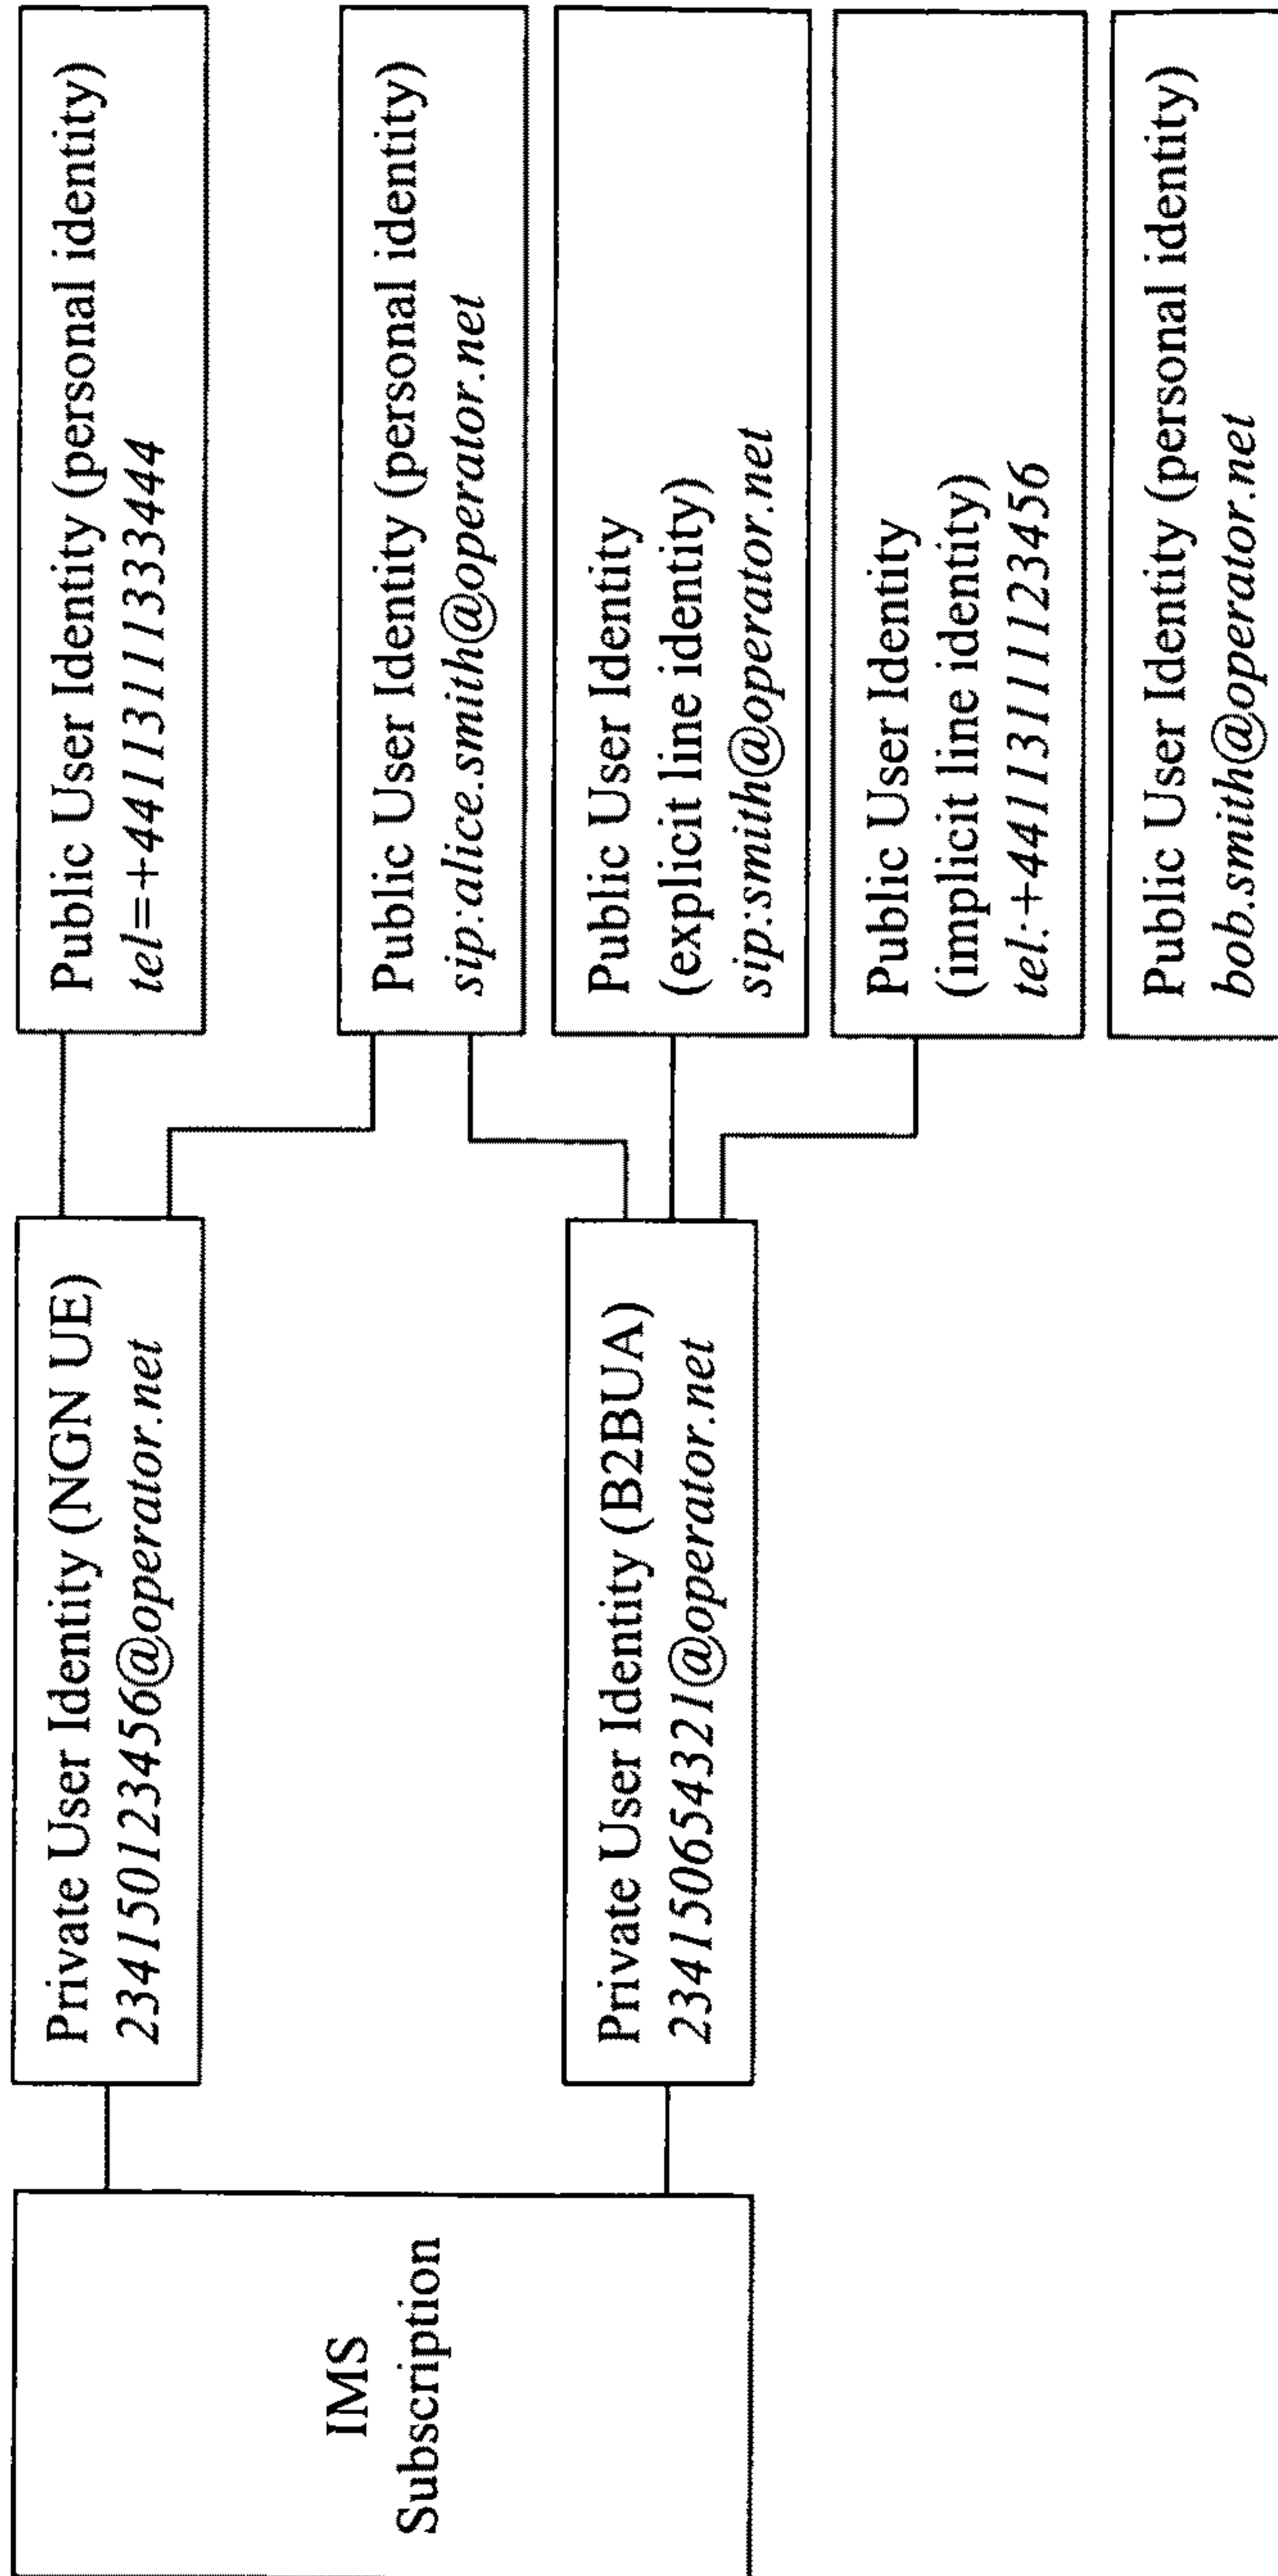 IMS
Subscription
Private User Identity (NGN UE)
234150123456@operator.net
Private User Identity (B2BUA)
234150654321@operator.net
Public User Identity (personal identity)
tel=+44113111333444
Public User Identity (personal identity)
sip:alice.smith@operator.net
Public User Identity
(explicit line identity)
sip:smith@operator.net
Public User Identity
(implicit line identity)
tel:+44113111123456
Public User Identity (personal identity)
bob.smith@operator.net